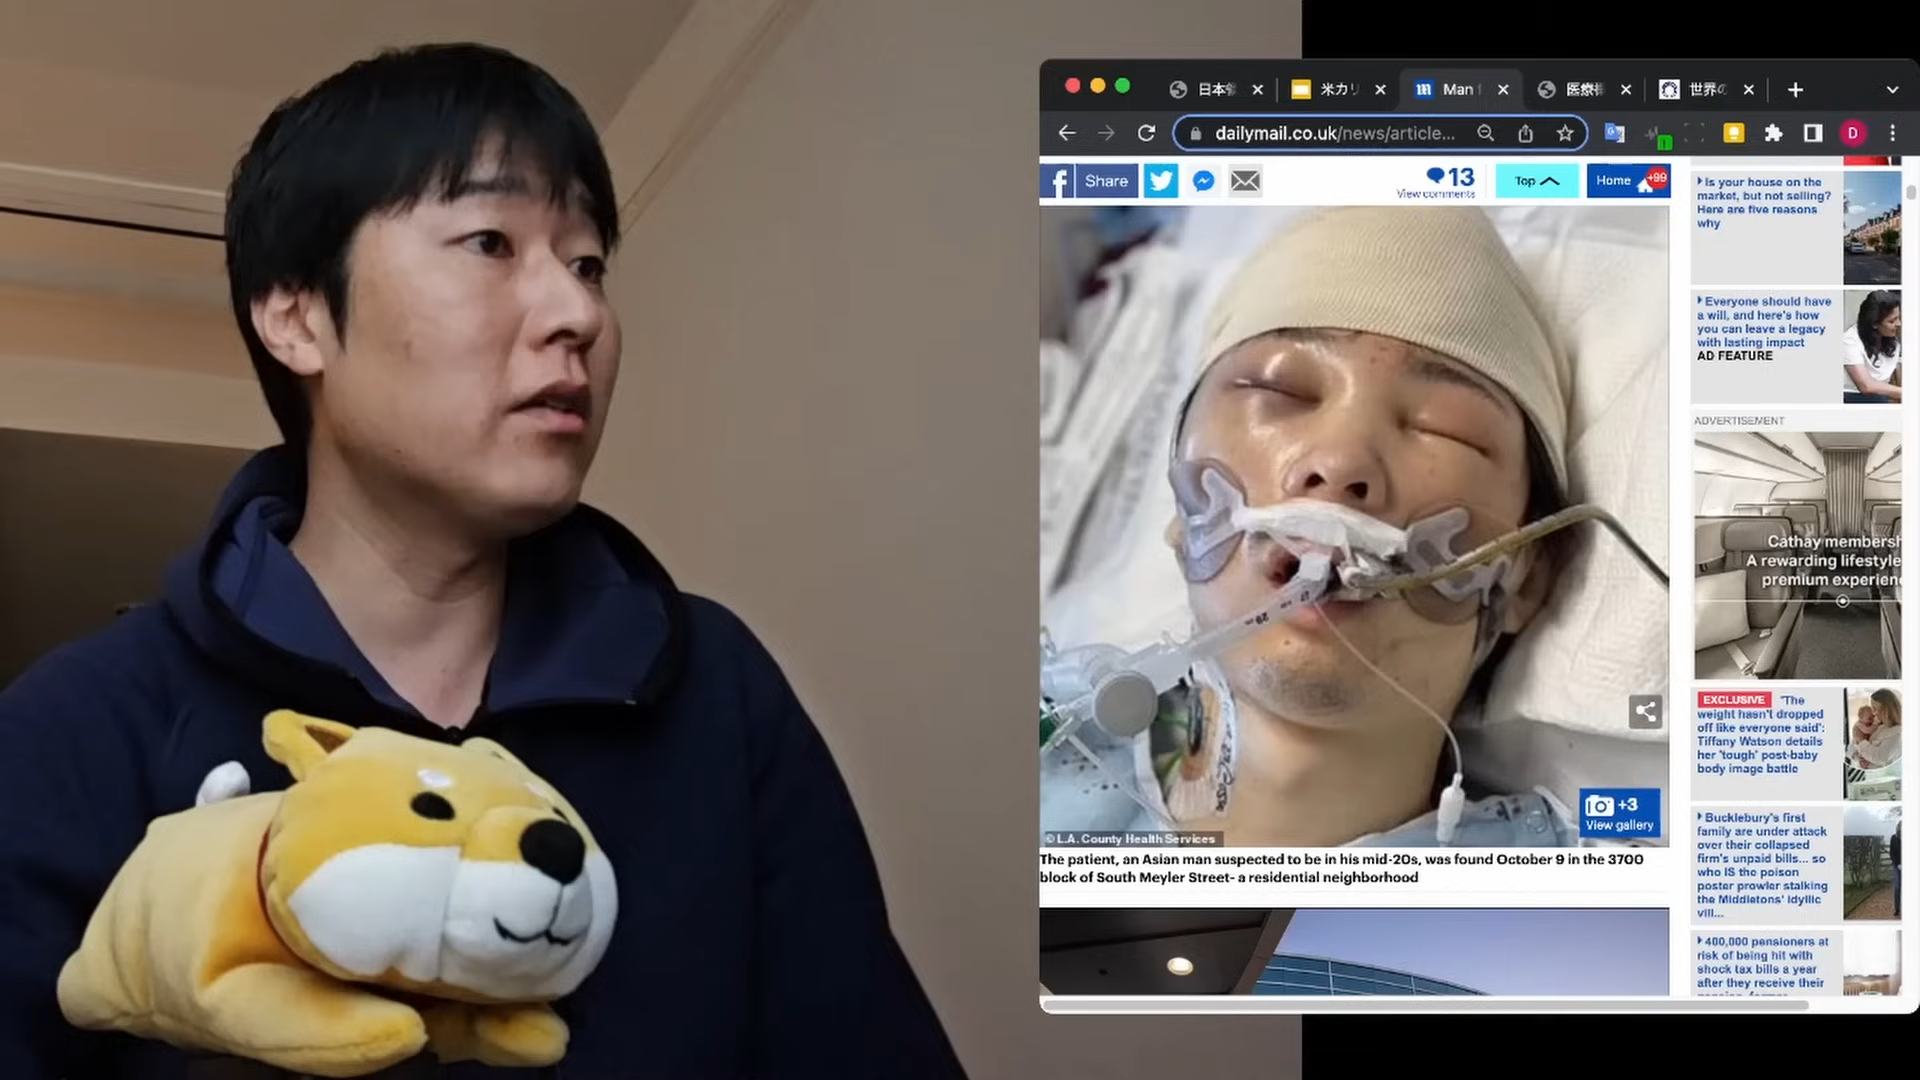 日本
米カリ
Man
医療
世界の
dailymail.co.uk/news/article...
D
Share
13
View comments
Top
Home
+99
© L.A. County Health Services
+3
View gallery
The patient, an Asian man suspected to be in his mid-20s, was found October 9 in the 3700
block of South Meyler Street- a residential neighborhood
Is your house on the
market, but not selling?
Here are five reasons
why
Everyone should have
a will, and here's how
you can leave a legacy
with lasting impact
AD FEATURE
ADVERTISEMENT
Cathay membersh
A rewarding lifestyle
premium experien
EXCLUSIVE 'The
weight hasn't dropped
off like everyone said':
Tiffany Watson details
her 'tough' post-baby
body image battle
Bucklebury's first
family are under attack
over their collapsed
firm's unpaid bills... so
who IS the poison
poster prowler stalking
the Middletons' idyllic
vill...
400,000 pensioners at
risk of being hit with
shock tax bills a year
after they receive their